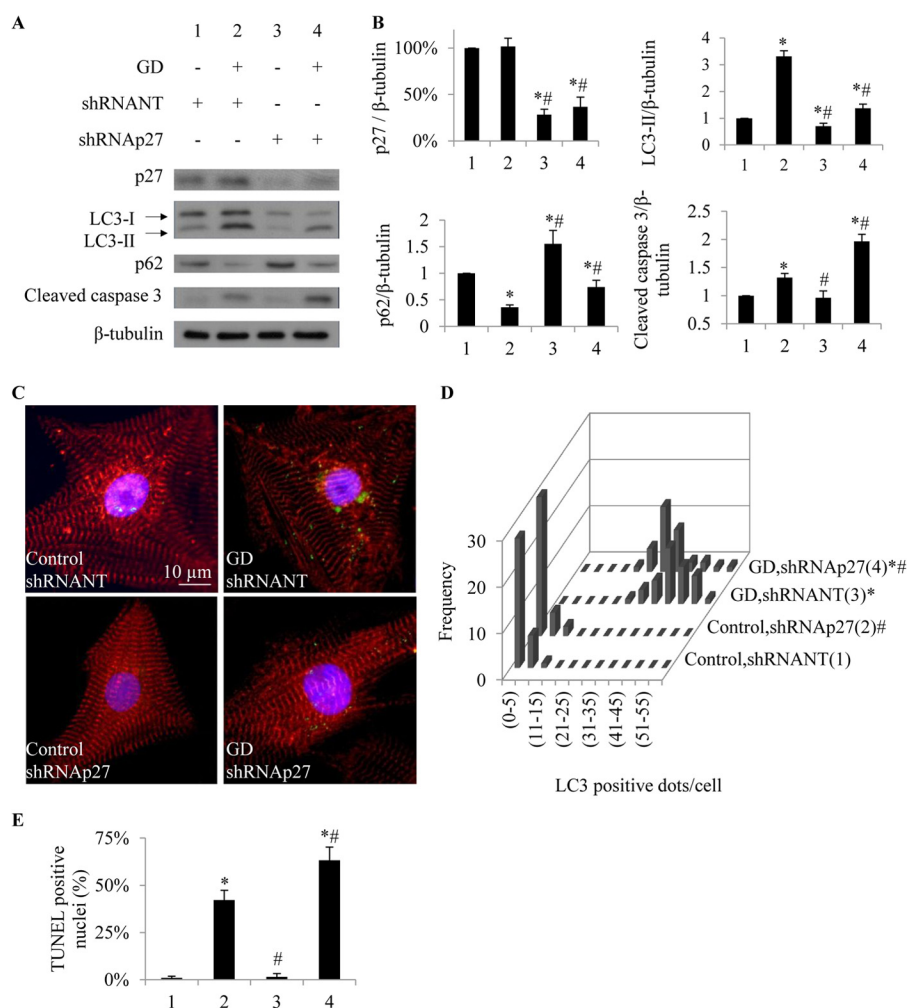 A
1 2 3 4
GD - + - +
shRNANT + + - -
shRNAp27 - - + +
p27
LC3-I
LC3-II
p62
Cleaved caspase 3
β-tubulin
B
p27 / β-tubulin
100%
50%
0%
*# *#
1 2 3 4
LC3-II/β-tubulin
4
3
2
1
0
* *# *#
1 2 3 4
p62/β-tubulin
2
1.5
1
0.5
0
* *# *#
1 2 3 4
Cleaved caspase 3/β-
tubulin
2.5
2
1.5
1
0.5
* # *#
1 2 3 4
C
Control
shRNANT
10 µm
GD
shRNANT
Control
shRNAp27
GD
shRNAp27
D
Frequency
30
20
10
0
GD,shRNAp27(4)*#
GD,shRNANT(3)*
Control,shRNAp27(2)#
Control,shRNANT(1)
(0-5)
(11-15)
(21-25)
(31-35)
(41-45)
(51-55)
LC3 positive dots/cell
E
TUNEL positive
nuclei (%)
75%
50%
25%
0%
* # *#
1 2 3 4